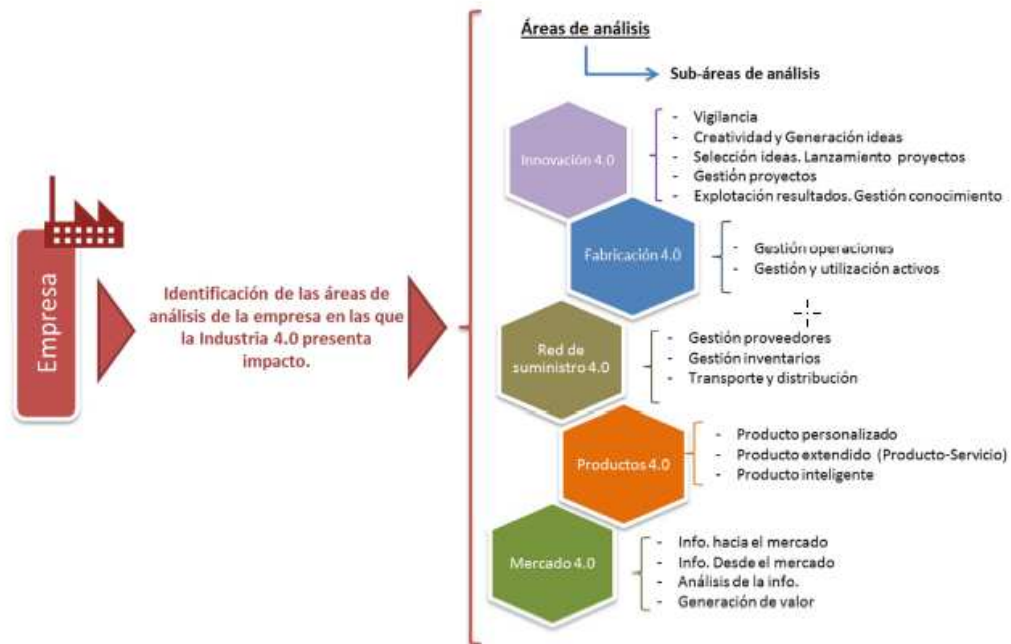 Áreas de análisis
Sub-áreas de análisis
Empresa
Identificación de las áreas de
análisis de la empresa en las que
la Industria 4.0 presenta
impacto.
Innovación 4.0
- Vigilancia
- Creatividad y Generación ideas
- Selección ideas. Lanzamiento proyectos
- Gestión proyectos
- Explotación resultados. Gestión conocimiento
Fabricación 4.0
- Gestión operaciones
- Gestión y utilización activos
Red de
suministro 4.0
- Gestión proveedores
- Gestión inventarios
- Transporte y distribución
Productos 4.0
- Producto personalizado
- Producto extendido (Producto-Servicio)
- Producto inteligente
Mercado 4.0
- Info. hacia el mercado
- Info. Desde el mercado
- Análisis de la info.
- Generación de valor